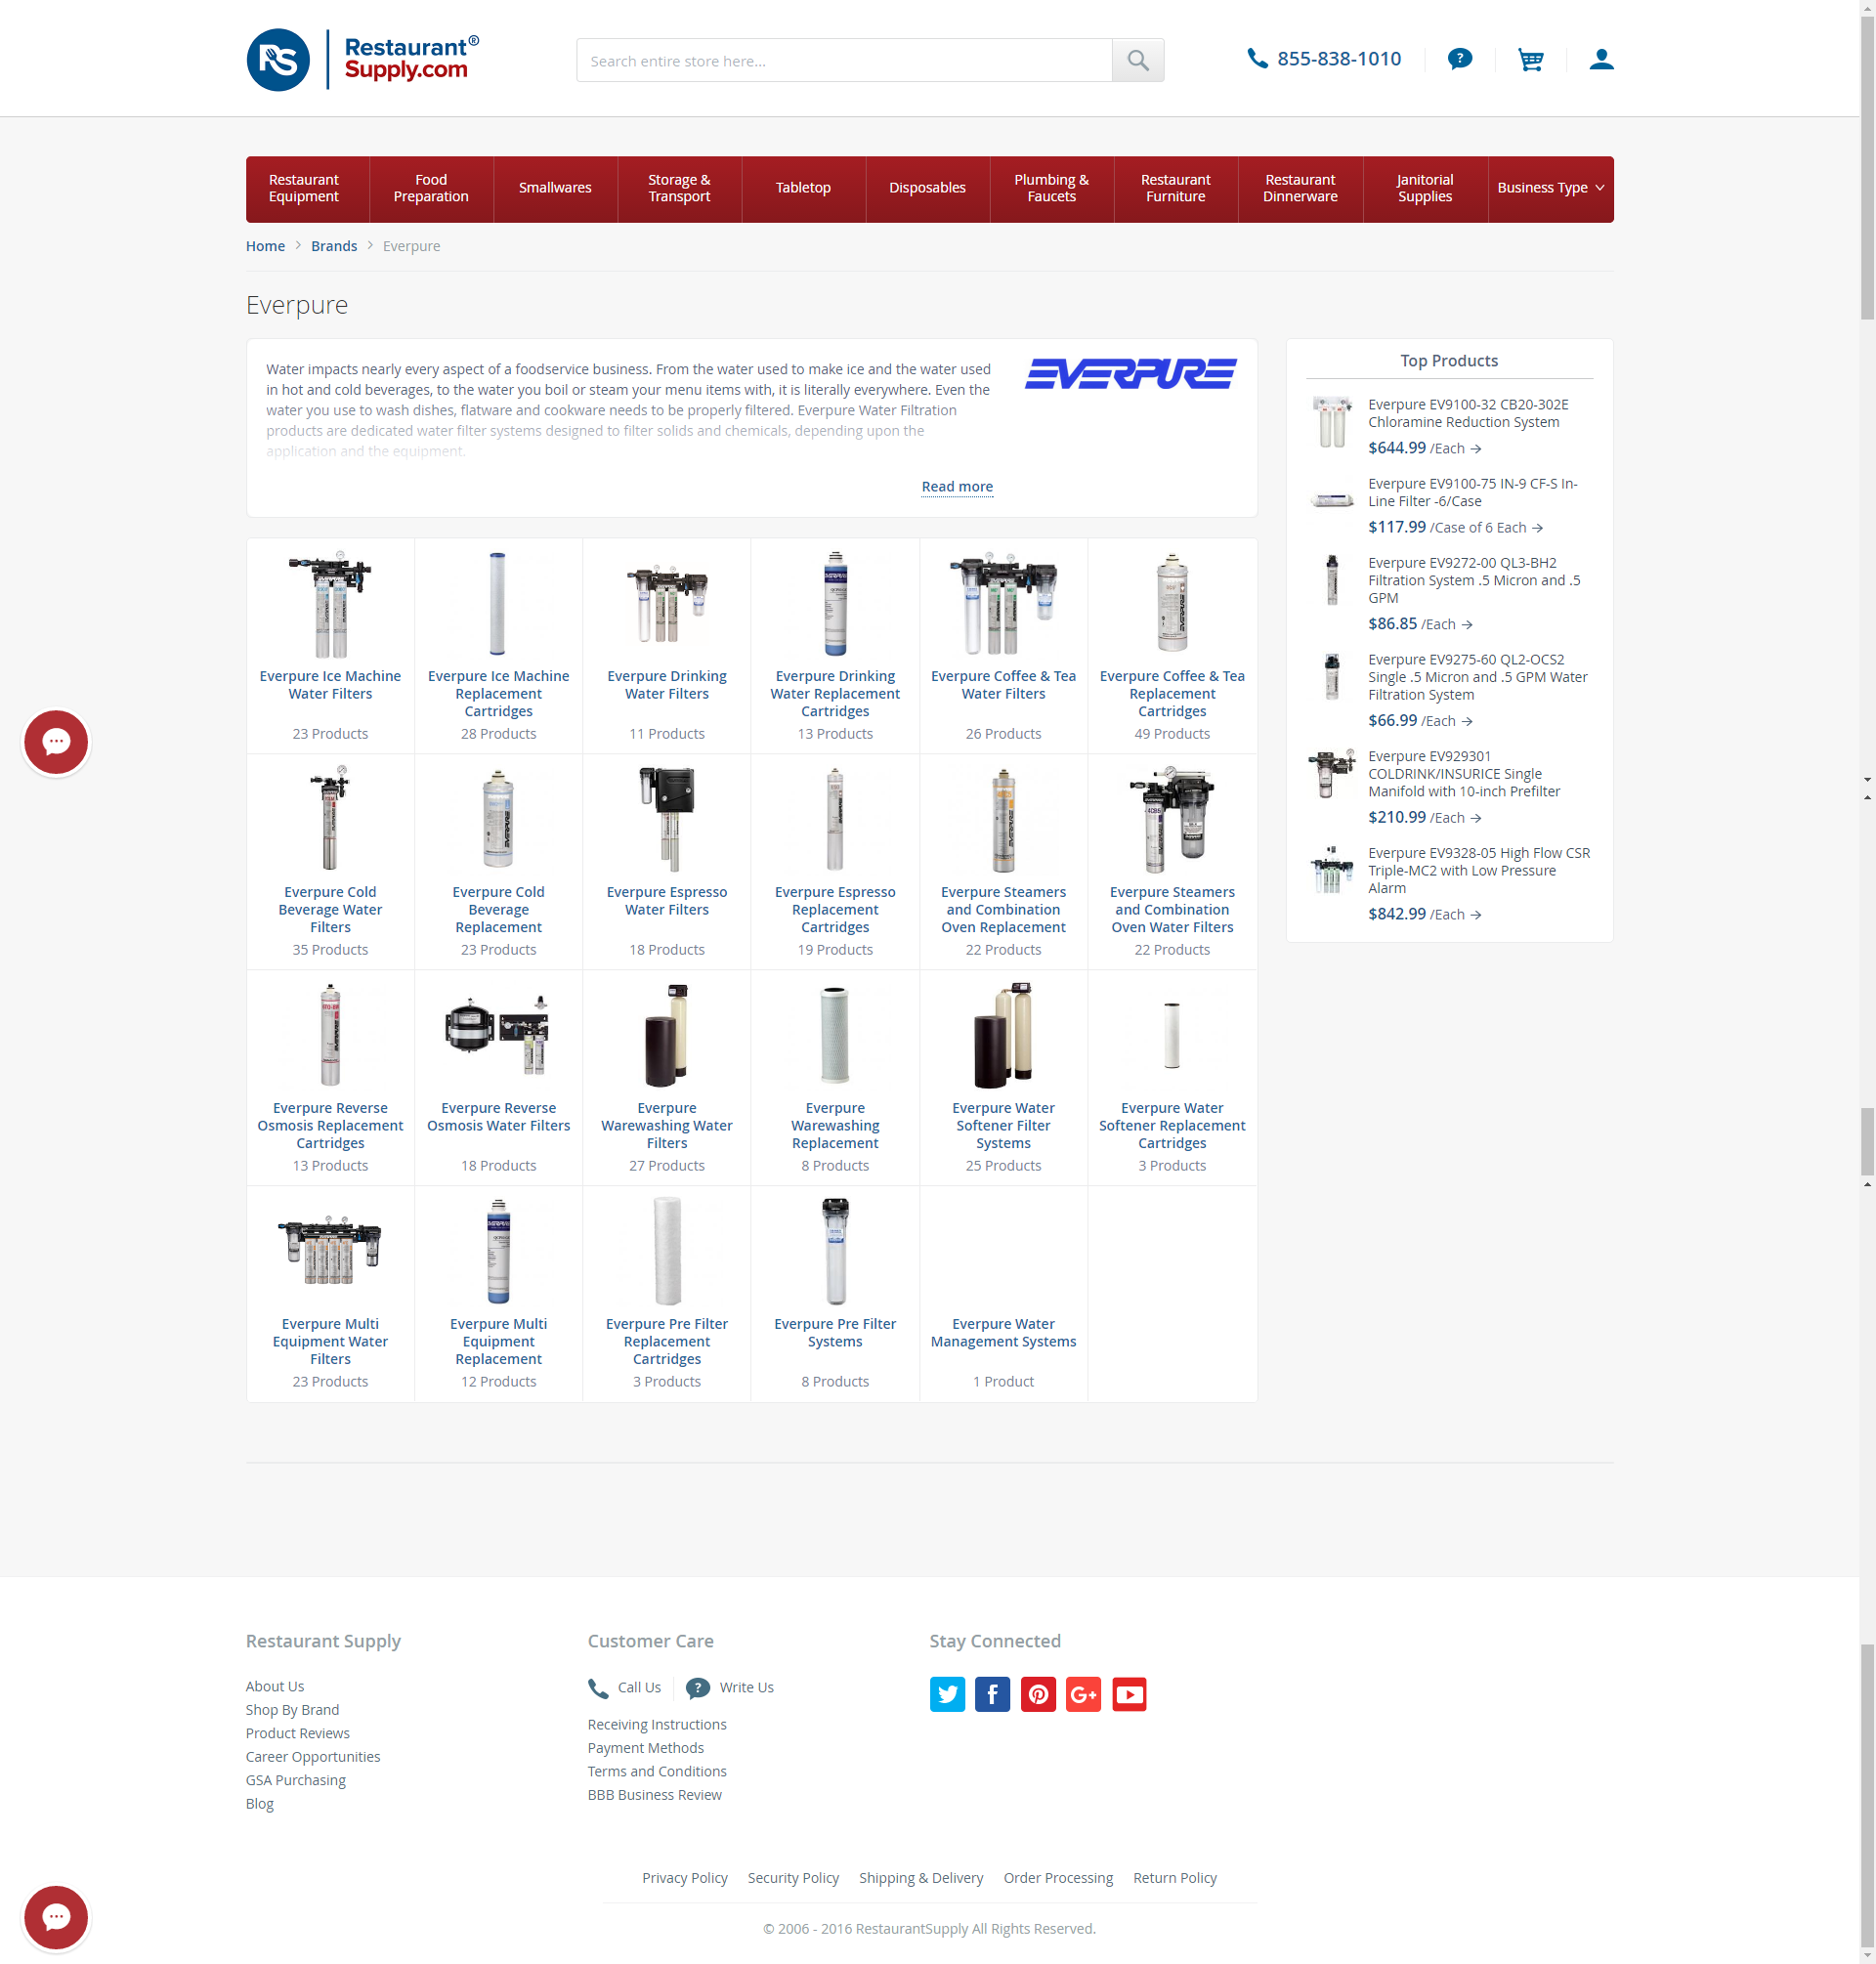 RS
Restaurant®
Supply.com
Search entire store here...
855-838-1010
?
Restaurant
Equipment
Food
Preparation
Smallwares
Storage &
Transport
Tabletop
Disposables
Plumbing &
Faucets
Restaurant
Furniture
Restaurant
Dinnerware
Janitorial
Supplies
Business Type
Home
Brands
Everpure
Everpure
Water impacts nearly every aspect of a foodservice business. From the water used to make ice and the water used
in hot and cold beverages, to the water you boil or steam your menu items with, it is literally everywhere. Even the
water you use to wash dishes, flatware and cookware needs to be properly filtered. Everpure Water Filtration
products are dedicated water filter systems designed to filter solids and chemicals, depending upon the
application and the equipment.
Read more
EVERPURE
Everpure Ice Machine
Water Filters
23 Products
Everpure Ice Machine
Replacement
Cartridges
28 Products
Everpure Drinking
Water Filters
11 Products
Everpure Drinking
Water Replacement
Cartridges
13 Products
Everpure Coffee & Tea
Water Filters
26 Products
Everpure Coffee & Tea
Replacement
Cartridges
49 Products
Everpure Cold
Beverage Water
Filters
35 Products
Everpure Cold
Beverage
Replacement
23 Products
Everpure Espresso
Water Filters
18 Products
Everpure Espresso
Replacement
Cartridges
19 Products
Everpure Steamers
and Combination
Oven Replacement
22 Products
Everpure Steamers
and Combination
Oven Water Filters
22 Products
Everpure Reverse
Osmosis Replacement
Cartridges
13 Products
Everpure Reverse
Osmosis Water Filters
18 Products
Everpure
Warewashing Water
Filters
27 Products
Everpure
Warewashing
Replacement
8 Products
Everpure Water
Softener Filter
Systems
25 Products
Everpure Water
Softener Replacement
Cartridges
3 Products
Everpure Multi
Equipment Water
Filters
23 Products
Everpure Multi
Equipment
Replacement
12 Products
Everpure Pre Filter
Replacement
Cartridges
3 Products
Everpure Pre Filter
Systems
8 Products
Everpure Water
Management Systems
1 Product
Top Products
Everpure EV9100-32 CB20-302E
Chloramine Reduction System
$644.99 /Each
Everpure EV9100-75 IN-9 CF-S In-
Line Filter -6/Case
$117.99 /Case of 6 Each
Everpure EV9272-00 QL3-BH2
Filtration System .5 Micron and .5
GPM
$86.85 /Each
Everpure EV9275-60 QL2-OCS2
Single .5 Micron and .5 GPM Water
Filtration System
$66.99 /Each
Everpure EV929301
COLDRINK/INSURICE Single
Manifold with 10-inch Prefilter
$210.99 /Each
Everpure EV9328-05 High Flow CSR
Triple-MC2 with Low Pressure
Alarm
$842.99 /Each
Restaurant Supply
About Us
Shop By Brand
Product Reviews
Career Opportunities
GSA Purchasing
Blog
Customer Care
Call Us
? Write Us
Receiving Instructions
Payment Methods
Terms and Conditions
BBB Business Review
Stay Connected
f
G+
Privacy Policy
Security Policy
Shipping & Delivery
Order Processing
Return Policy
© 2006 - 2016 RestaurantSupply All Rights Reserved.